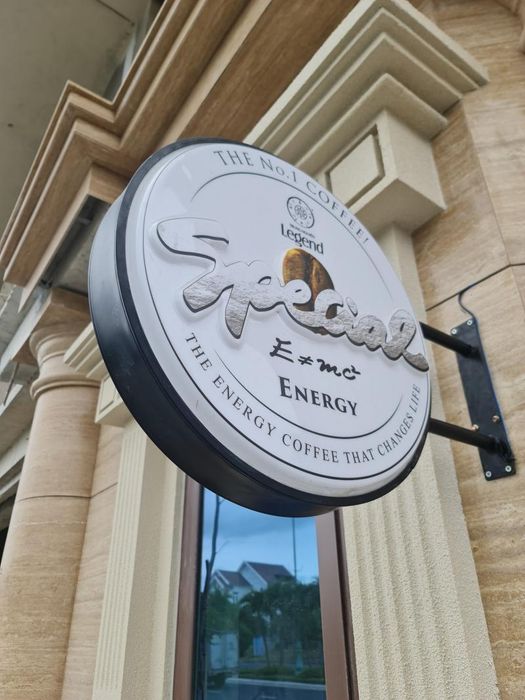 THE No.1 COFFEE!
Legend
Special
E≠mc²
ENERGY
THE ENERGY COFFEE THAT CHANGES LIFE